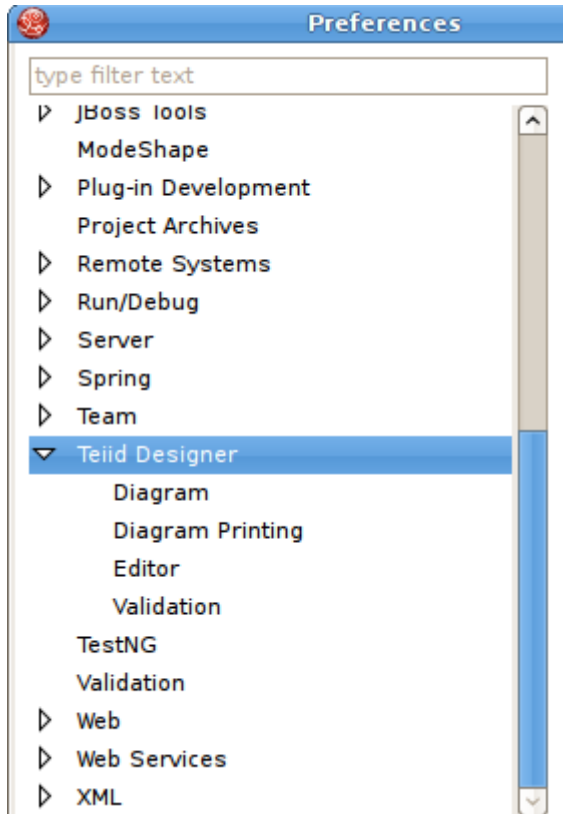 Preferences
type filter text
JBoss Tools
ModeShape
Plug-in Development
Project Archives
Remote Systems
Run/Debug
Server
Spring
Team
Teiid Designer
Diagram
Diagram Printing
Editor
Validation
TestNG
Validation
Web
Web Services
XML